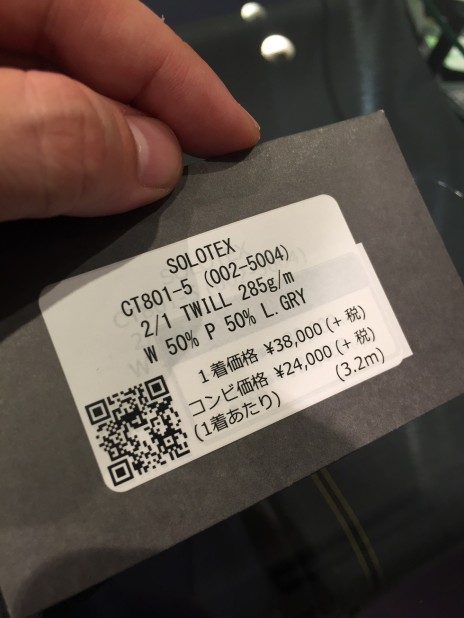 SOLOTEX
CT801-5 (002-5004)
2/1 TWILL 285g/m
W 50% P 50% L.GRY
1着価格 ¥38,000(+ 税)
コンビ価格 ¥24,000(+ 税)
(1着あたり) (3.2m)